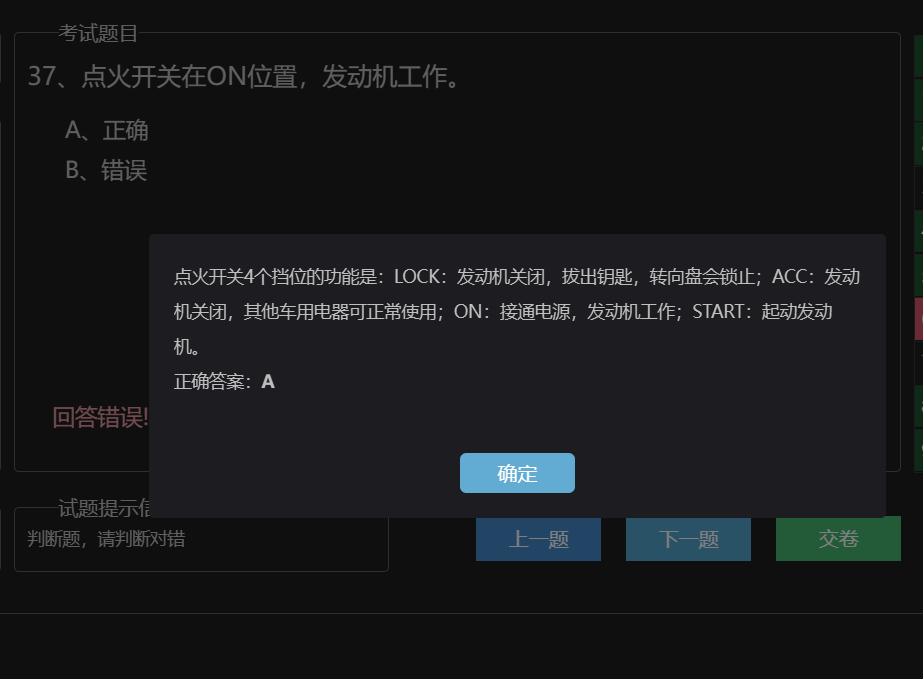 考试题目
37、点火开关在ON位置，发动机工作。
A、正确
B、错误
点火开关4个挡位的功能是：LOCK：发动机关闭，拔出钥匙，转向盘会锁止；ACC：发动
机关闭，其他车用电器可正常使用；ON：接通电源，发动机工作；START：起动发动
机。
正确答案：A
回答错误!
确定
试题提示信
判断题，请判断对错
上一题
下一题
交卷